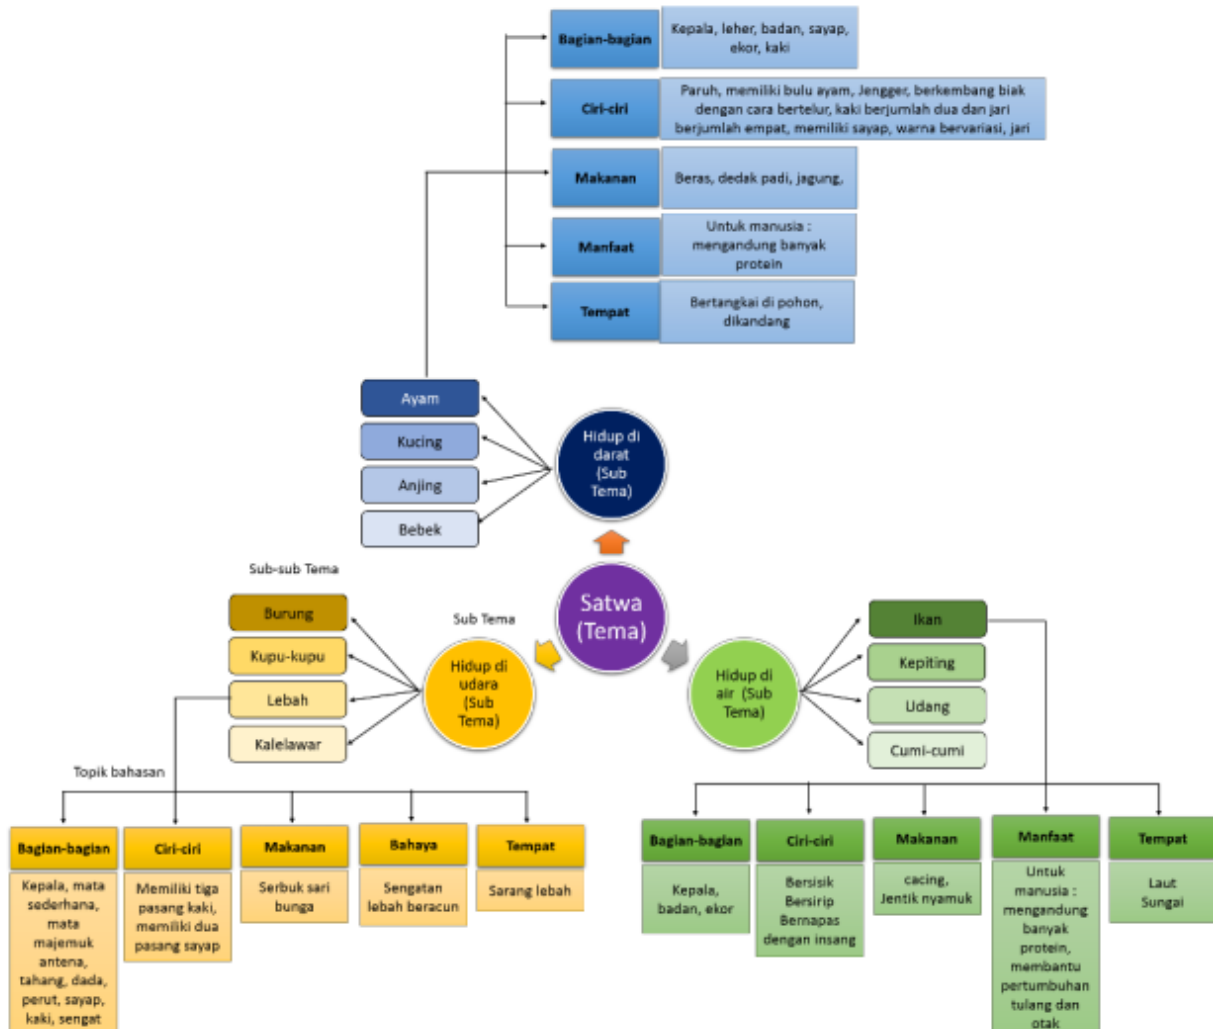 Bagian-bagian
Kepala, leher, badan, sayap,
ekor, kaki
Ciri-ciri
Paruh, memiliki bulu ayam, Jengger, berkembang biak
dengan cara bertelur, kaki berjumlah dua dan jari
berjumlah empat, memiliki sayap, warna bervariasi, jari
Makanan
Beras, dedak padi, jagung,
Manfaat
Untuk manusia :
mengandung banyak
protein
Tempat
Bertangkai di pohon,
dikandang
Ayam
Kucing
Anjing
Bebek
Hidup di
darat
(Sub
Tema)
Sub-sub Tema
Burung
Kupu-kupu
Lebah
Kalelawar
Sub Tema
Hidup di
udara
(Sub
Tema)
Satwa
(Tema)
Hidup di
air (Sub
Tema)
Ikan
Kepiting
Udang
Cumi-cumi
Topik bahasan
Bagian-bagian
Kepala, mata
sederhana,
mata
majemuk
antena,
tahang, dada,
perut, sayap,
kaki, sengat
Ciri-ciri
Memiliki tiga
pasang kaki,
memiliki dua
pasang sayap
Makanan
Serbuk sari
bunga
Bahaya
Sengatan
lebah beracun
Tempat
Sarang lebah
Bagian-bagian
Kepala,
badan, ekor
Ciri-ciri
Bersisik
Bersirip
Bernapas
dengan insang
Makanan
cacing,
Jentik nyamuk
Manfaat
Untuk
manusia :
mengandung
banyak
protein,
membantu
pertumbuhan
tulang dan
otak
Tempat
Laut
Sungai